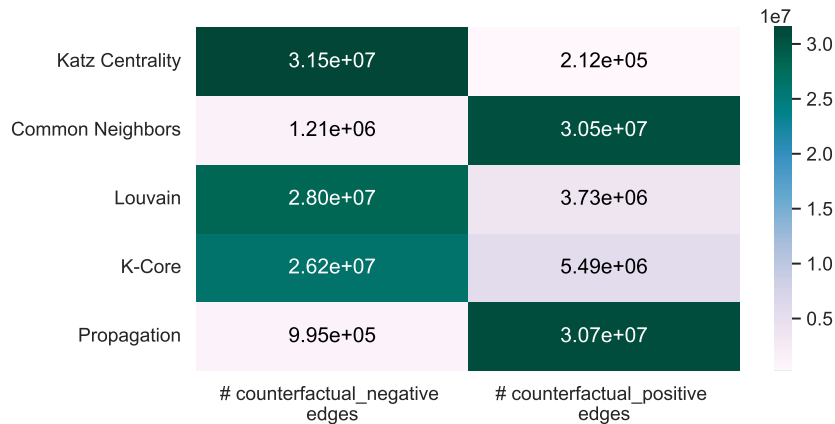 1e7
Katz Centrality 3.15e+07 2.12e+05 3.0
2.5
Common Neighbors 1.21e+06 3.05e+07
2.0
Louvain 2.80e+07 3.73e+06
1.5
K-Core 2.62e+07 5.49e+06 1.0
Propagation 9.95e+05 3.07e+07 0.5
# counterfactual_negative # counterfactual_positive
edges edges